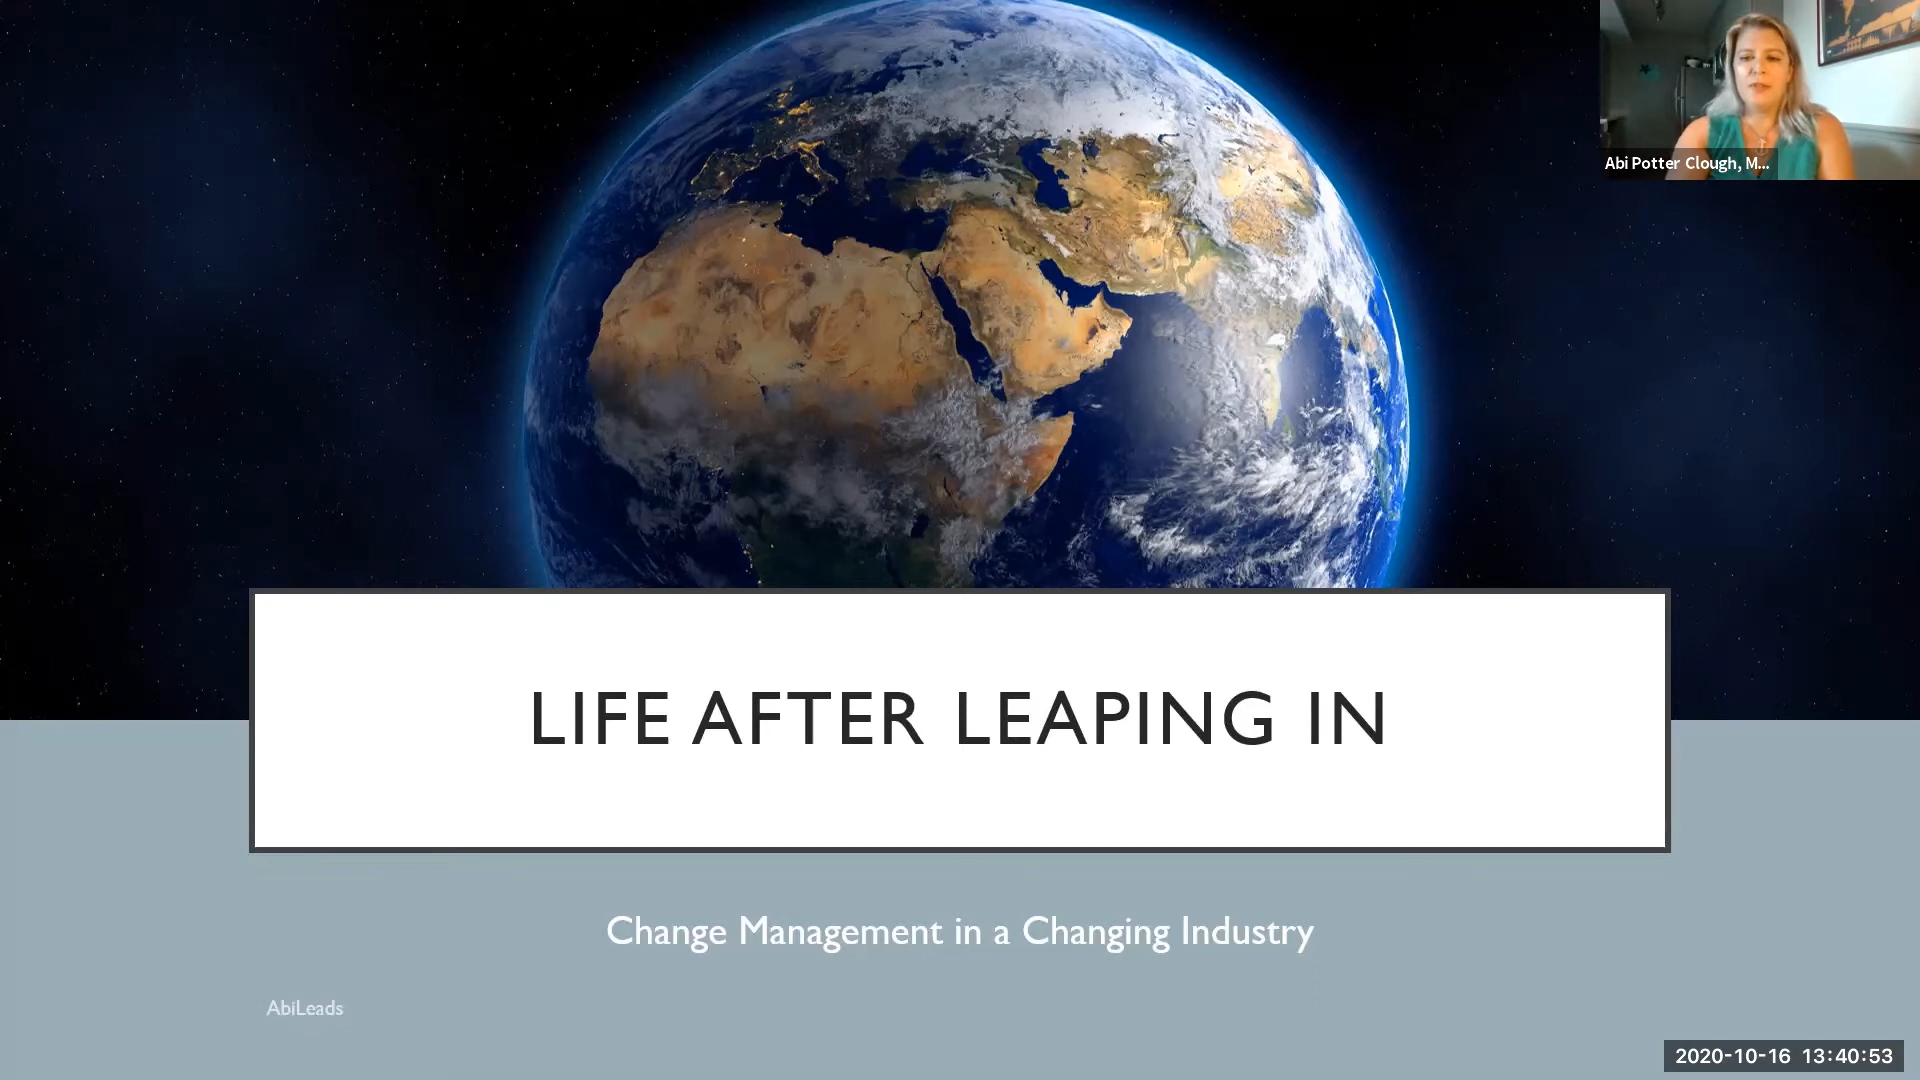 Abi Potter Clough, M...
LIFE AFTER LEAPING IN
Change Management in a Changing Industry
AbiLeads
2020-10-16 13:40:53